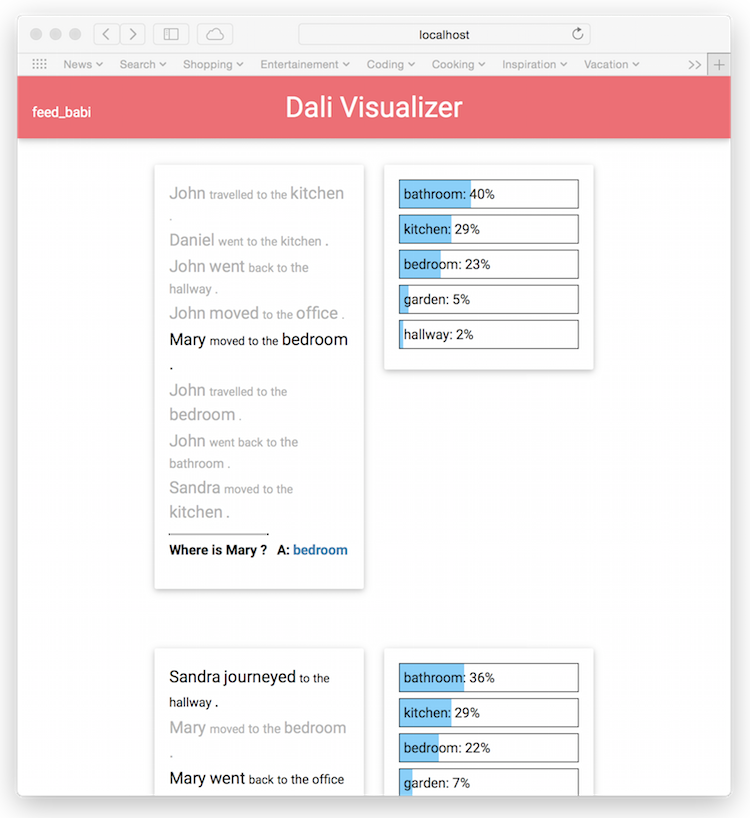 localhost
News Search Shopping Entertainement Coding Cooking Inspiration Vacation >> +
feed_babi
Dali Visualizer
John travelled to the kitchen
.
Daniel went to the kitchen .
John went back to the
hallway .
John moved to the office .
Mary moved to the bedroom
.
John travelled to the
bedroom .
John went back to the
bathroom .
Sandra moved to the
kitchen .
Where is Mary ? A: bedroom
bathroom: 40%
kitchen: 29%
bedroom: 23%
garden: 5%
hallway: 2%
Sandra journeyed to the
hallway .
Mary moved to the bedroom
.
Mary went back to the office
bathroom: 36%
kitchen: 29%
bedroom: 22%
garden: 7%